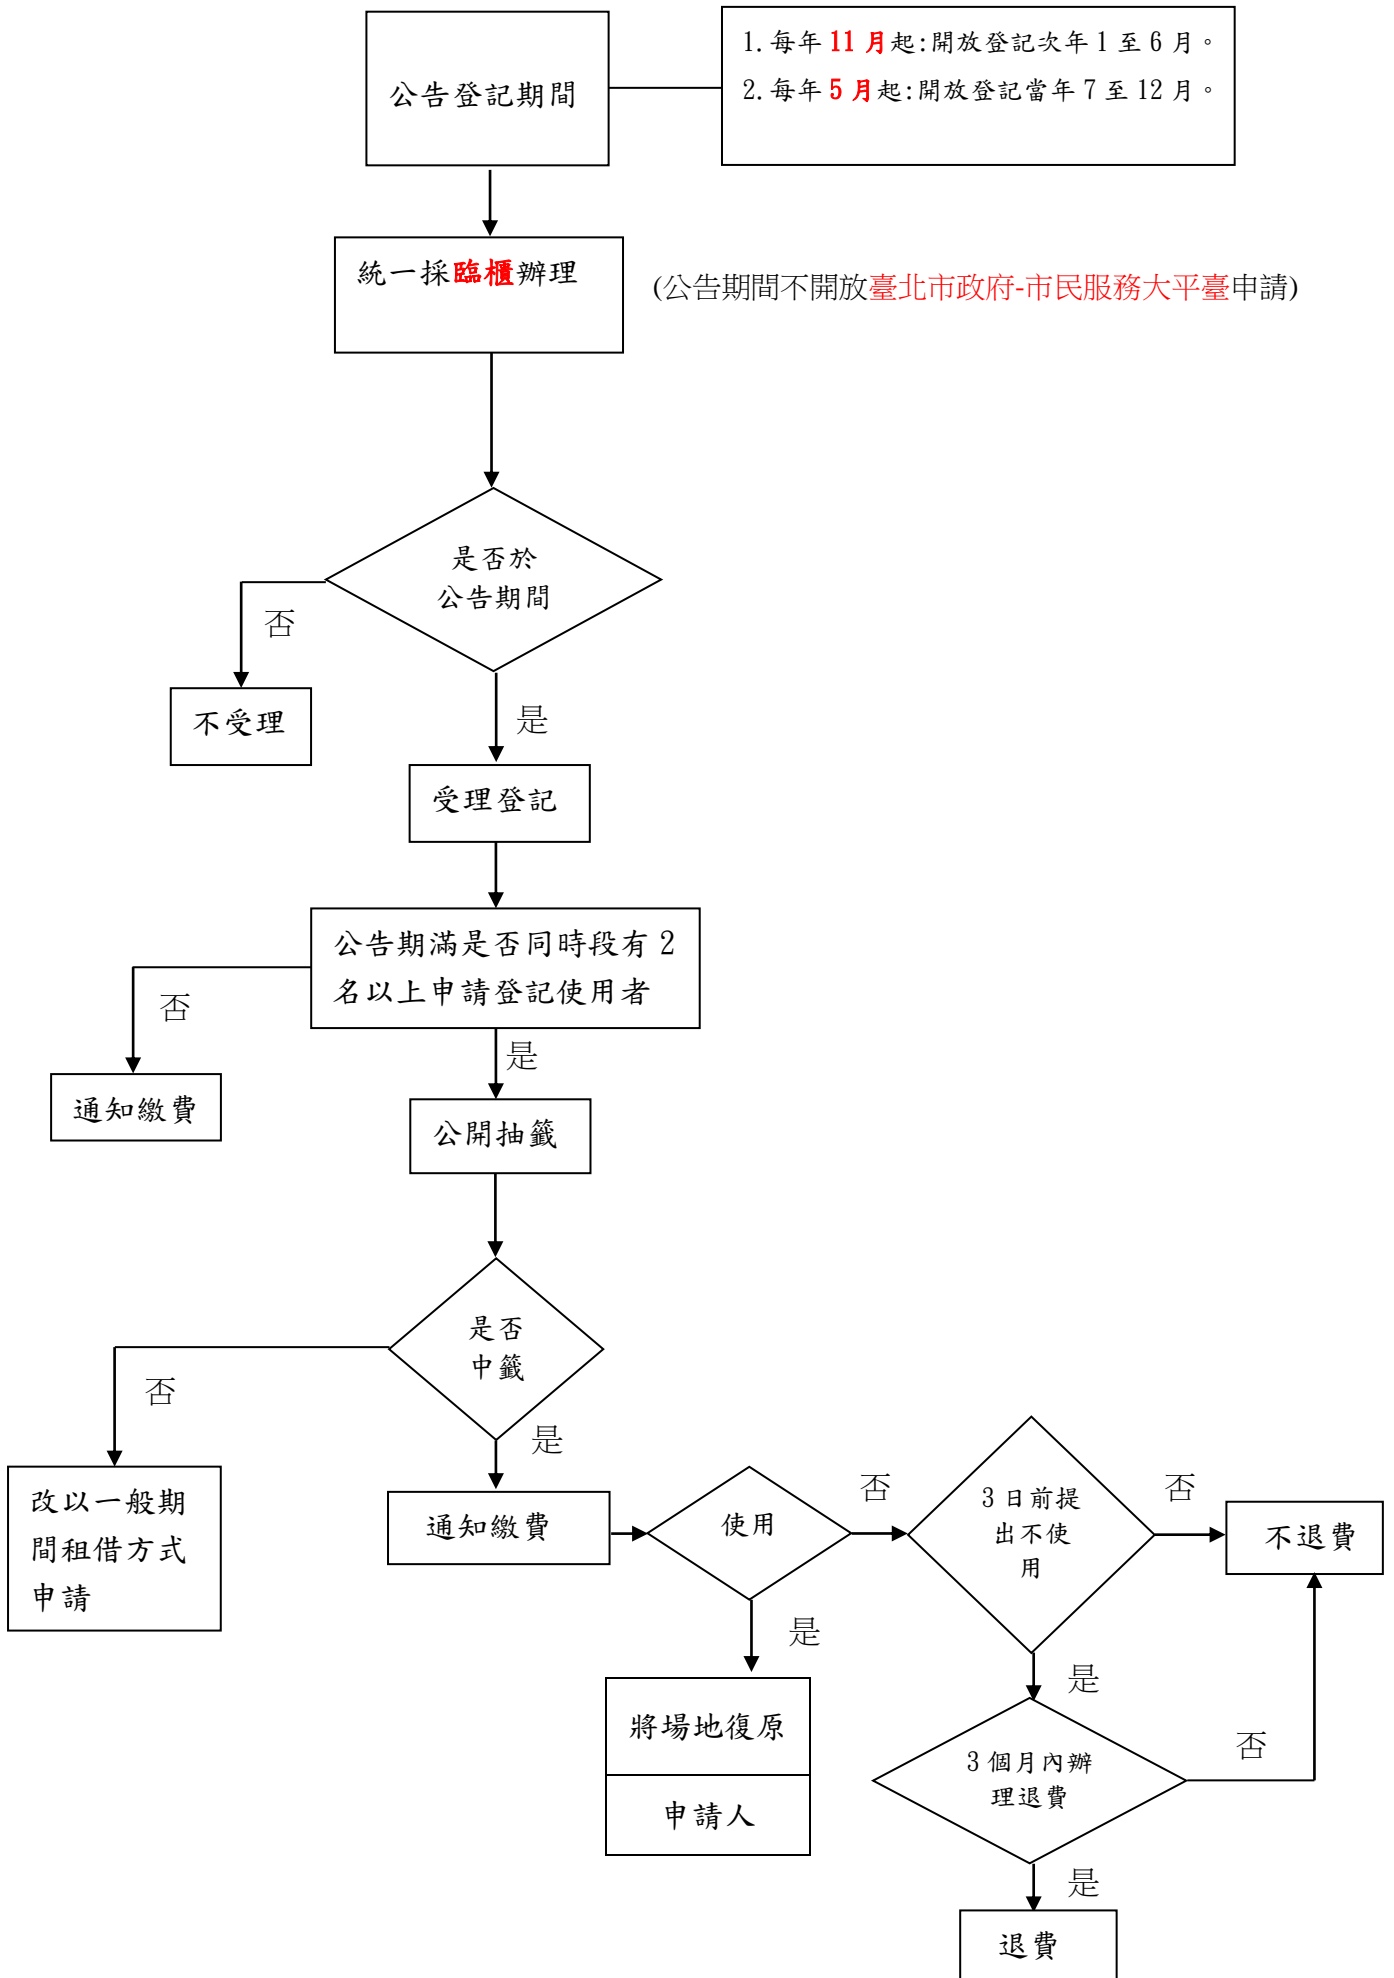 公告登記期間
1.每年11月起:開放登記次年1至6月。
2.每年5月起:開放登記當年7至12月。
統一採臨櫃辦理
(公告期間不開放臺北市政府-市民服務大平臺申請)
是否於
公告期間
否
不受理
是
受理登記
公告期滿是否同時段有2
名以上申請登記使用者
否
是
通知繳費
公開抽籤
是否
中籤
否
是
改以一般期
間租借方式
申請
通知繳費
使用
否
3日前提
出不使
用
否
不退費
是
將場地復原
申請人
是
3個月內辦
理退費
否
是
退費